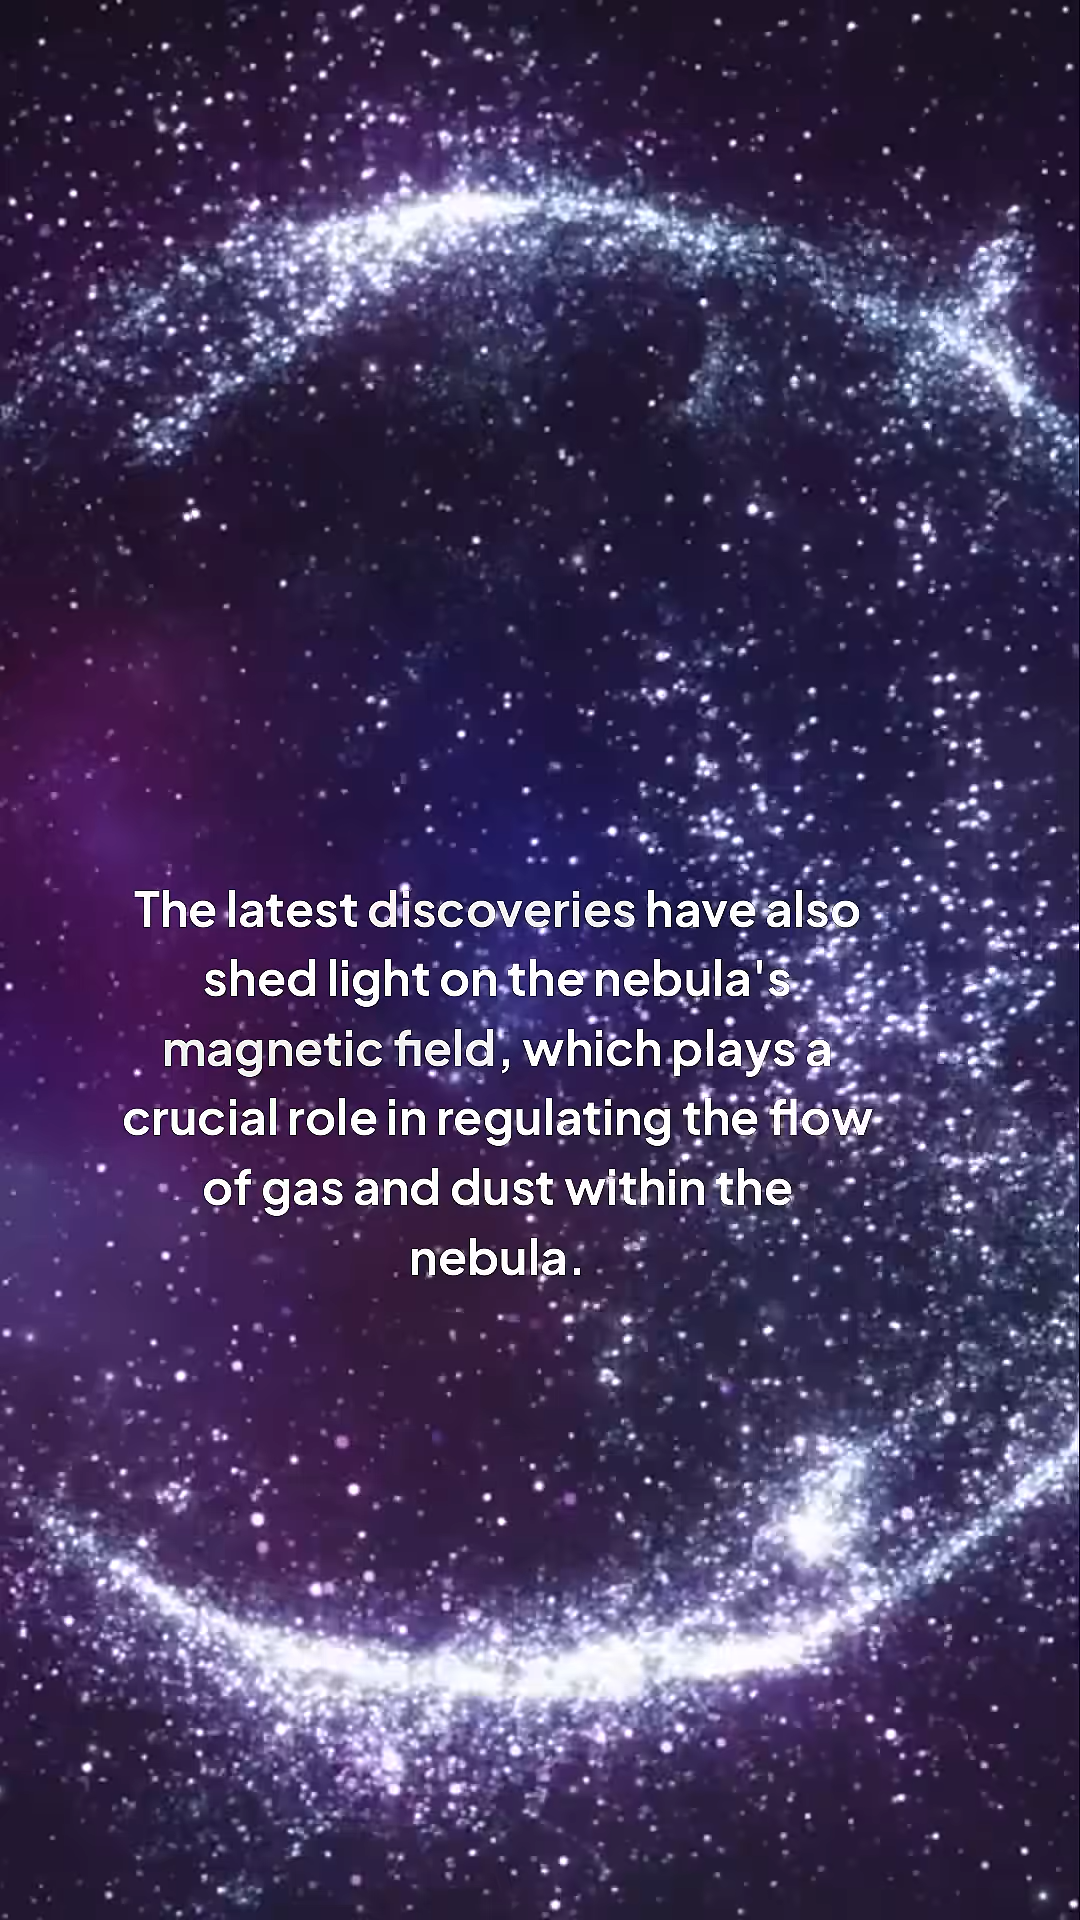 The latest discoveries have also
shed light on the nebula's
magnetic field, which plays a
crucial role in regulating the flow
of gas and dust within the
nebula.